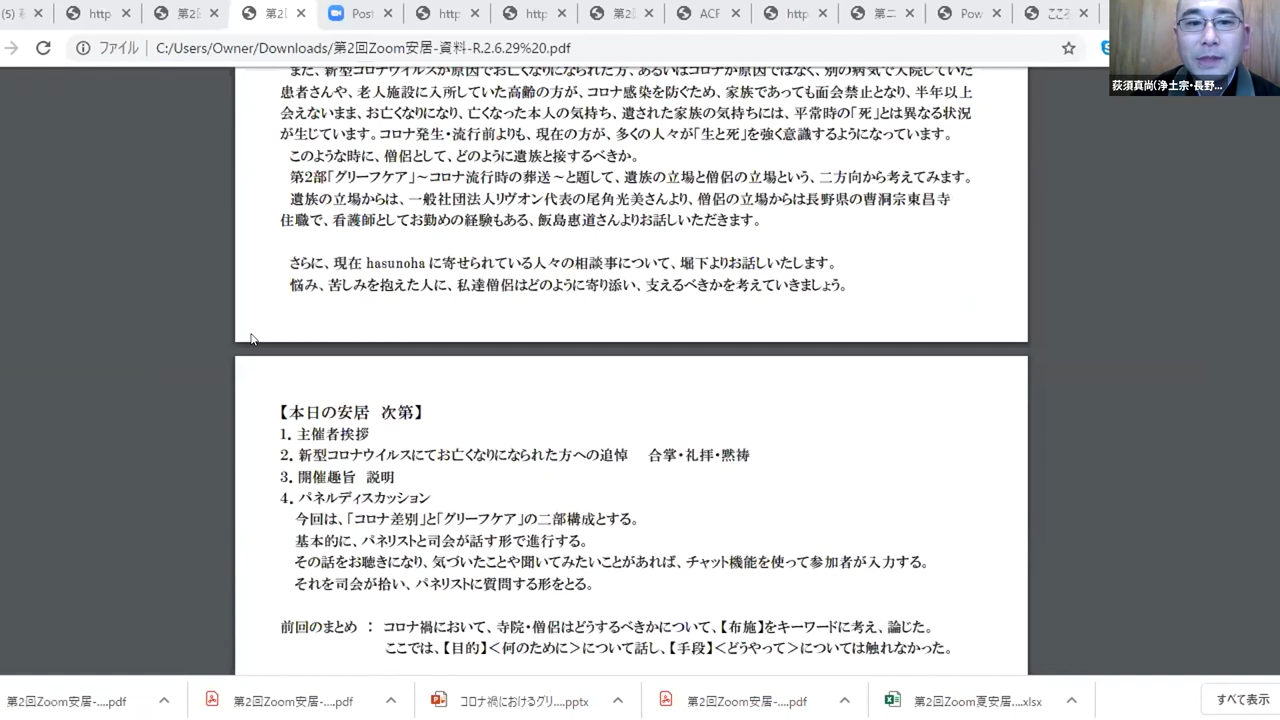 (5)
http
第2
第2
Post
http
http
第2
ACF
http
第二
Pow
こころ
ファイル
C:/Users/Owner/Downloads/第2回Zoom安居-資料-R.2.6.29%20.pdf
荻須真尚(浄土宗・長野...
また、新型コロナウイルスが原因でお亡くなりになられた方、あるいはコロナが原因ではなく、別の病気で入院していた
患者さんや、老人施設に入所していた高齢の方が、コロナ感染を防ぐため、家族であっても面会禁止となり、半年以上
会えないまま、お亡くなりになり、亡くなった本人の気持ち、遺された家族の気持ちには、平常時の「死」とは異なる状況
が生じています。コロナ発生・流行前よりも、現在の方が、多くの人々が「生と死」を強く意識するようになっています。
このような時に、僧侶として、どのように遺族と接するべきか。
第2部「グリーフケア」～コロナ流行時の葬送～と題して、遺族の立場と僧侶の立場という、二方向から考えてみます。
遺族の立場からは、一般社団法人リヴオン代表の尾角光美さんより、僧侶の立場からは長野県の曹洞宗東昌寺
住職で、看護師としてお勤めの経験もある、飯島惠道さんよりお話しいただきます。
さらに、現在 hasunoha に寄せられている人々の相談事について、堀下よりお話しいたします。
悩み、苦しみを抱えた人に、私達僧侶はどのように寄り添い、支えるべきかを考えていきましょう。
【本日の安居 次第】
1. 主催者挨拶
2. 新型コロナウイルスにてお亡くなりになられた方への追悼 合掌・礼拝・黙祷
3. 開催趣旨 説明
4. パネルディスカッション
今回は、「コロナ差別」と「グリーフケア」の二部構成とする。
基本的に、パネリストと司会が話す形で進行する。
その話をお聴きになり、気づいたことや聞いてみたいことがあれば、チャット機能を使って参加者が入力する。
それを司会が拾い、パネリストに質問する形をとる。
前回のまとめ ： コロナ禍において、寺院・僧侶はどうするべきかについて、【布施】をキーワードに考え、論じた。
ここでは、【目的】<何のために>について話し、【手段】<どうやって>については触れなかった。
第2回Zoom安居-....pdf
第2回Zoom安居-....pdf
コロナ禍におけるグリ....pptx
第2回Zoom安居-....pdf
第2回Zoom夏安居....xlsx
すべて表示